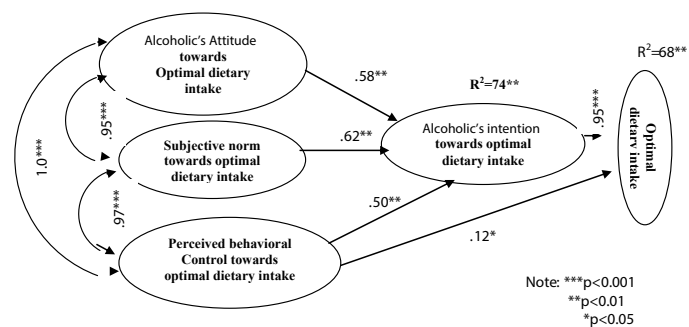 Alcoholic's Attitude
towards
Optimal dietary
intake
.58**
R²=74**
R²=68**
.95***
1.0***
Subjective norm
towards optimal
dietary intake
.62**
Alcoholic's intention
towards optimal
dietary intake
.95***
Optimal
dietary intake
.97***
.50**
Perceived behavioral
Control towards
optimal dietary intake
.12*
Note: ***p<0.001
**p<0.01
*p<0.05